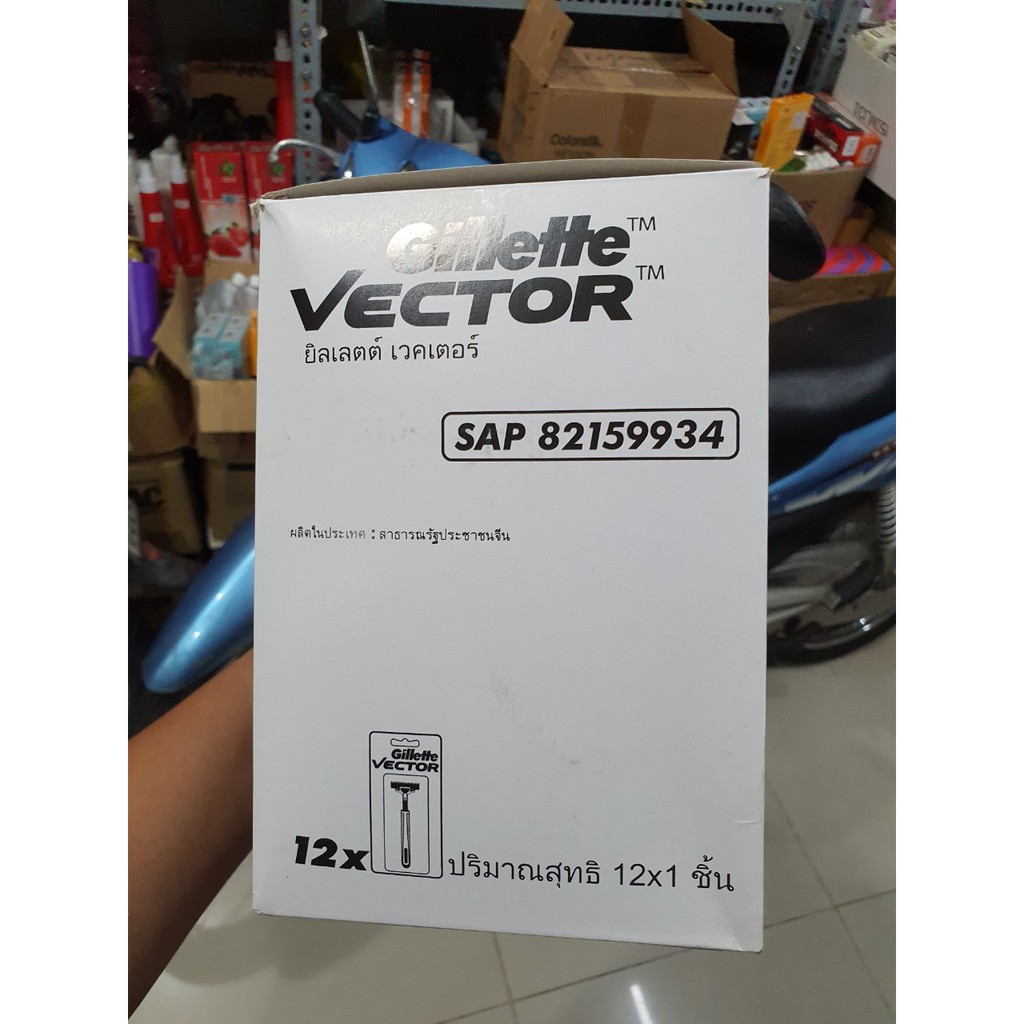 Gillette™
VECTOR™
ยิลเลตต์ เวคเตอร์
SAP 82159934
ผลิตในประเทศ : สาธารณรัฐประชาชนจีน
Gillette
VECTOR
12x
ปริมาณสุทธิ 12x1 ชิ้น
Colorsilk